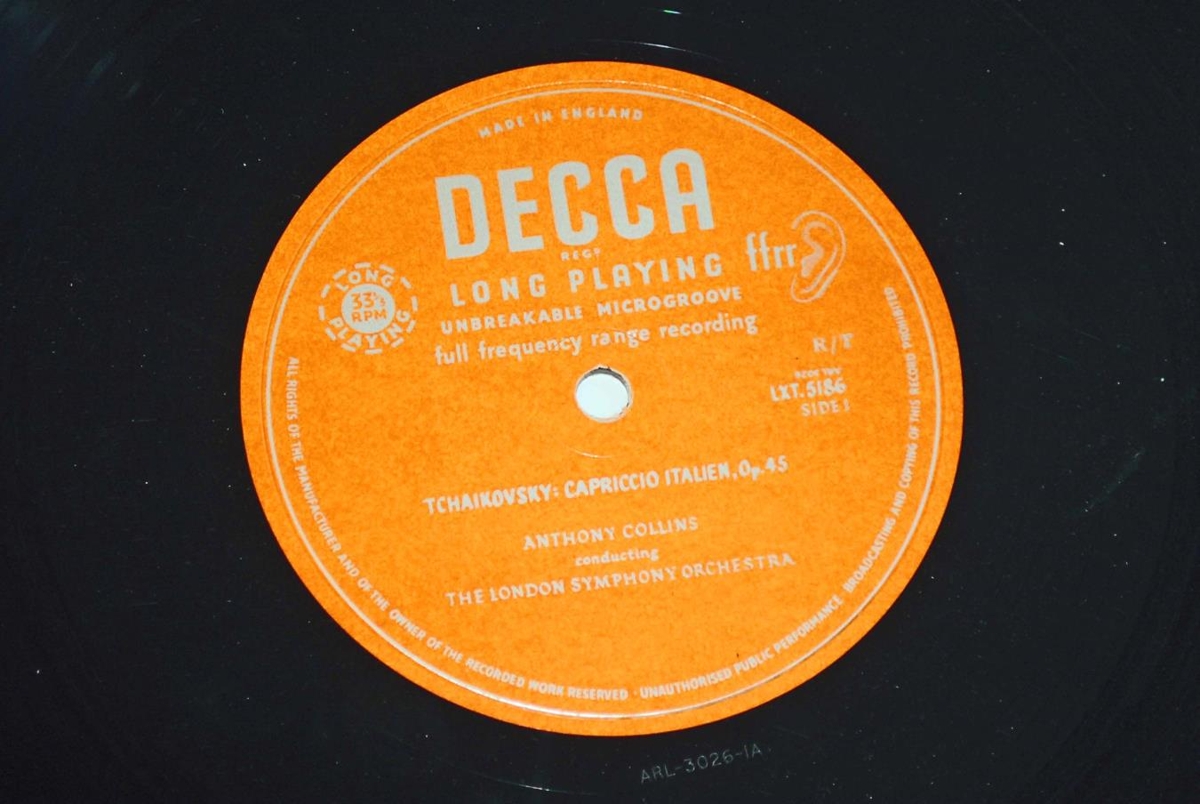 MADE IN ENGLAND
DECCA
REGD
LONG PLAYING
UNBREAKABLE MICROGROOVE
full frequency range recording
ffrr
LONG
33⅓
RPM
PLAYING
R/T
LXT.5186
SIDE 1
TCHAIKOVSKY: CAPRICCIO ITALIEN, Op.45
ANTHONY COLLINS
conducting
THE LONDON SYMPHONY ORCHESTRA
ALL RIGHTS OF THE MANUFACTURER AND OF THE OWNER OF THE RECORDED WORK RESERVED · UNAUTHORISED PUBLIC PERFORMANCE BROADCASTING AND COPYING OF THIS RECORD PROHIBITED
ARL-3026-1A